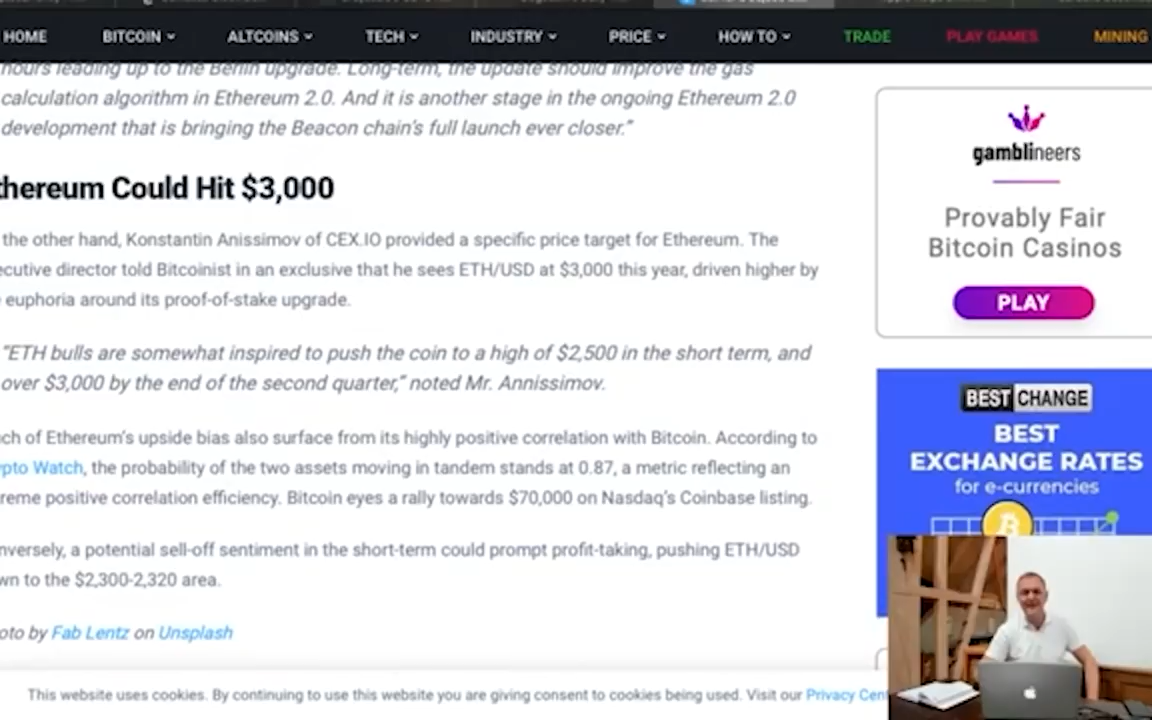 HOME BITCOIN ALTCOINS TECH INDUSTRY PRICE HOW TO TRADE PLAY GAMES MINING
hours leading up to the Berlin upgrade. Long-term, the update should improve the gas
calculation algorithm in Ethereum 2.0. And it is another stage in the ongoing Ethereum 2.0
development that is bringing the Beacon chain's full launch ever closer."
thereum Could Hit $3,000
the other hand, Konstantin Anissimov of CEX.IO provided a specific price target for Ethereum. The
ecutive director told Bitcoinist in an exclusive that he sees ETH/USD at $3,000 this year, driven higher by
euphoria around its proof-of-stake upgrade.
"ETH bulls are somewhat inspired to push the coin to a high of $2,500 in the short term, and
over $3,000 by the end of the second quarter," noted Mr. Annissimov.
ch of Ethereum's upside bias also surface from its highly positive correlation with Bitcoin. According to
pto Watch, the probability of the two assets moving in tandem stands at 0.87, a metric reflecting an
reme positive correlation efficiency. Bitcoin eyes a rally towards $70,000 on Nasdaq's Coinbase listing.
nversely, a potential sell-off sentiment in the short-term could prompt profit-taking, pushing ETH/USD
wn to the $2,300-2,320 area.
oto by Fab Lentz on Unsplash
This website uses cookies. By continuing to use this website you are giving consent to cookies being used. Visit our Privacy Cen
gamblineers
Provably Fair
Bitcoin Casinos
PLAY
BEST CHANGE
BEST
EXCHANGE RATES
for e-currencies